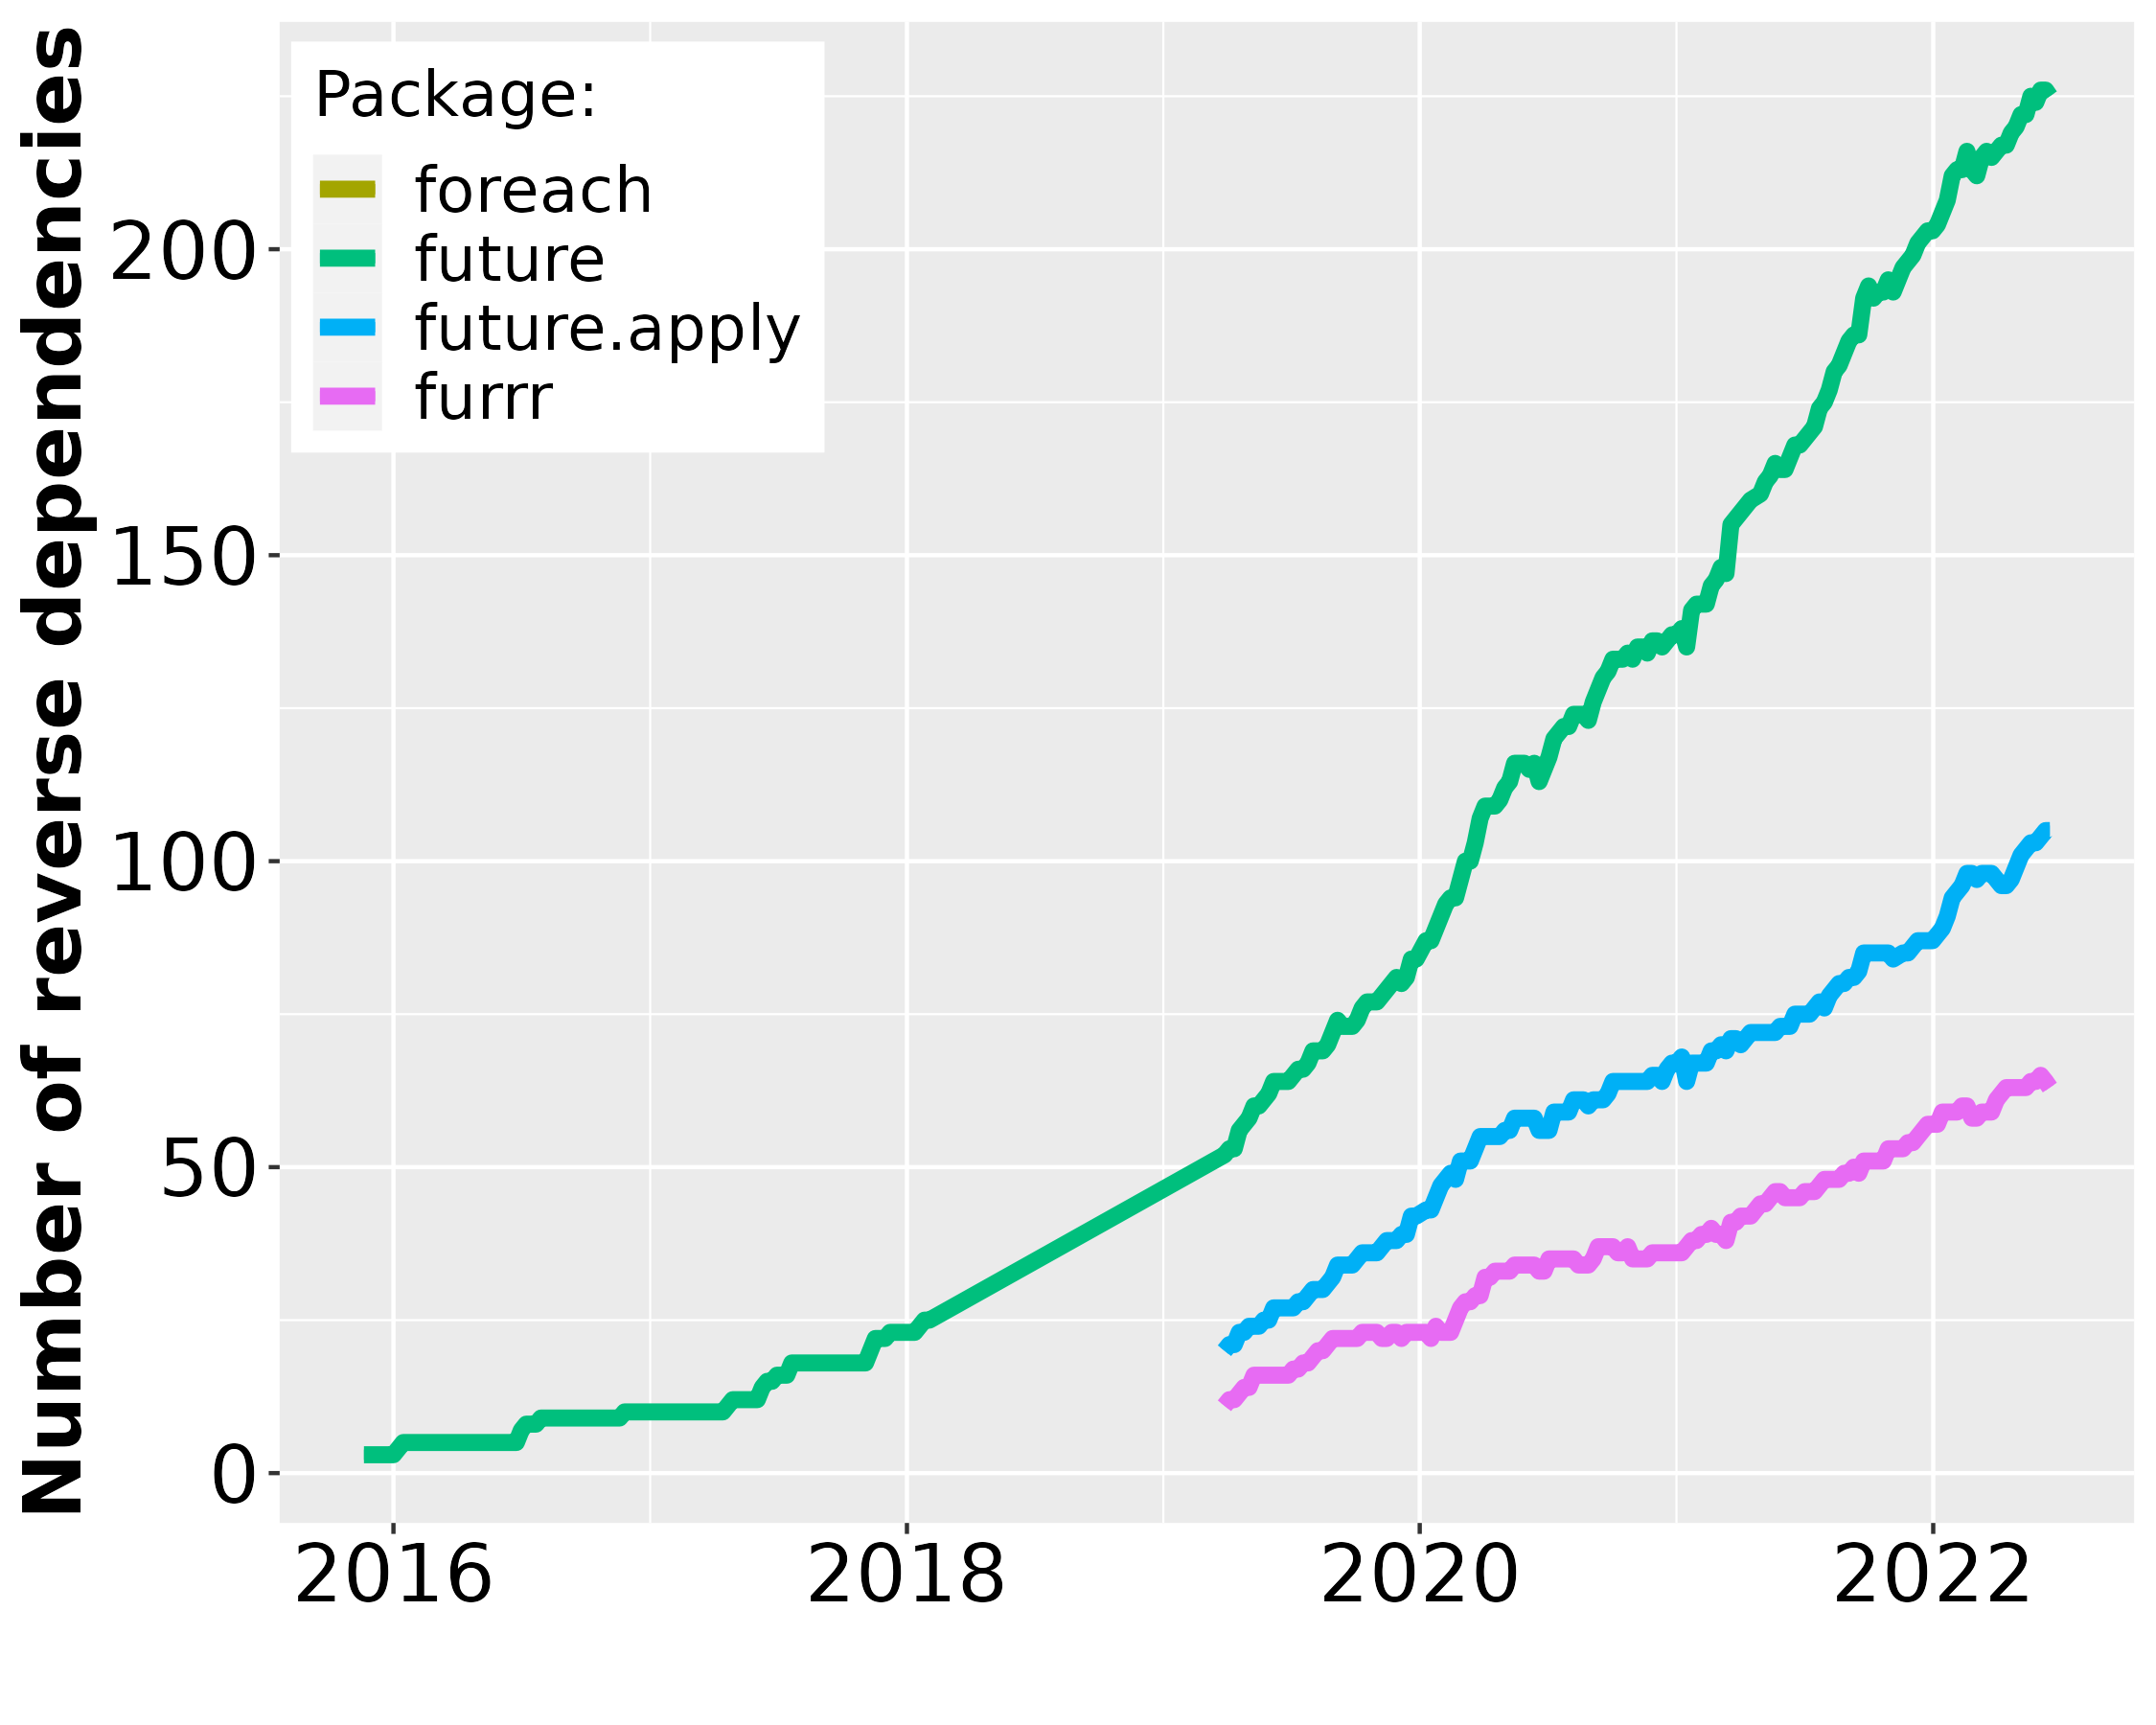 Number of reverse dependencies
Package:
foreach
future
future.apply
furrr
200
150
100
50
0
2016 2018 2020 2022